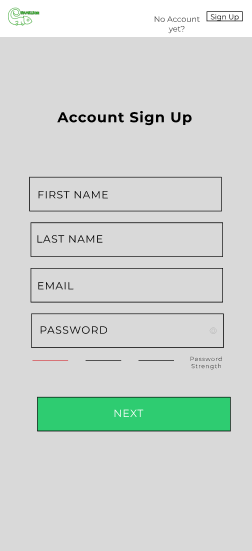 No Account
yet?
Sign Up
Account Sign Up
FIRST NAME
LAST NAME
EMAIL
PASSWORD
Password
Strength
NEXT